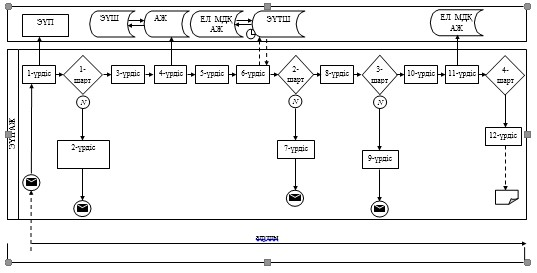 ЭҮП
ЭҮШ
АЖ
ЕЛ МДҚ АЖ
ЭҮТШ
ЕЛ МДҚ АЖ
1-үрдіс
1-шарт
3-үрдіс
4-үрдіс
5-үрдіс
6-үрдіс
2-шарт
8-үрдіс
3-шарт
10-үрдіс
11-үрдіс
4-шарт
N
N
N
2-үрдіс
7-үрдіс
9-үрдіс
12-үрдіс